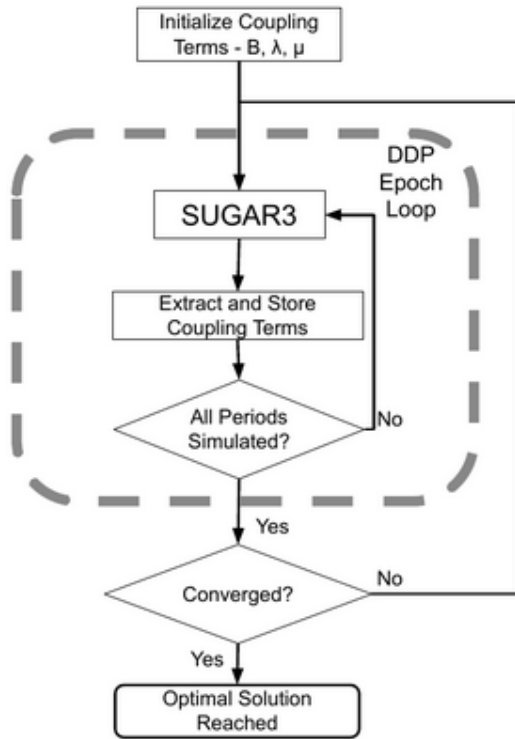 Initialize Coupling
Terms - B, λ, μ
DDP
Epoch
Loop
SUGAR3
Extract and Store
Coupling Terms
All Periods
Simulated?
No
Yes
Converged?
No
Yes
Optimal Solution
Reached